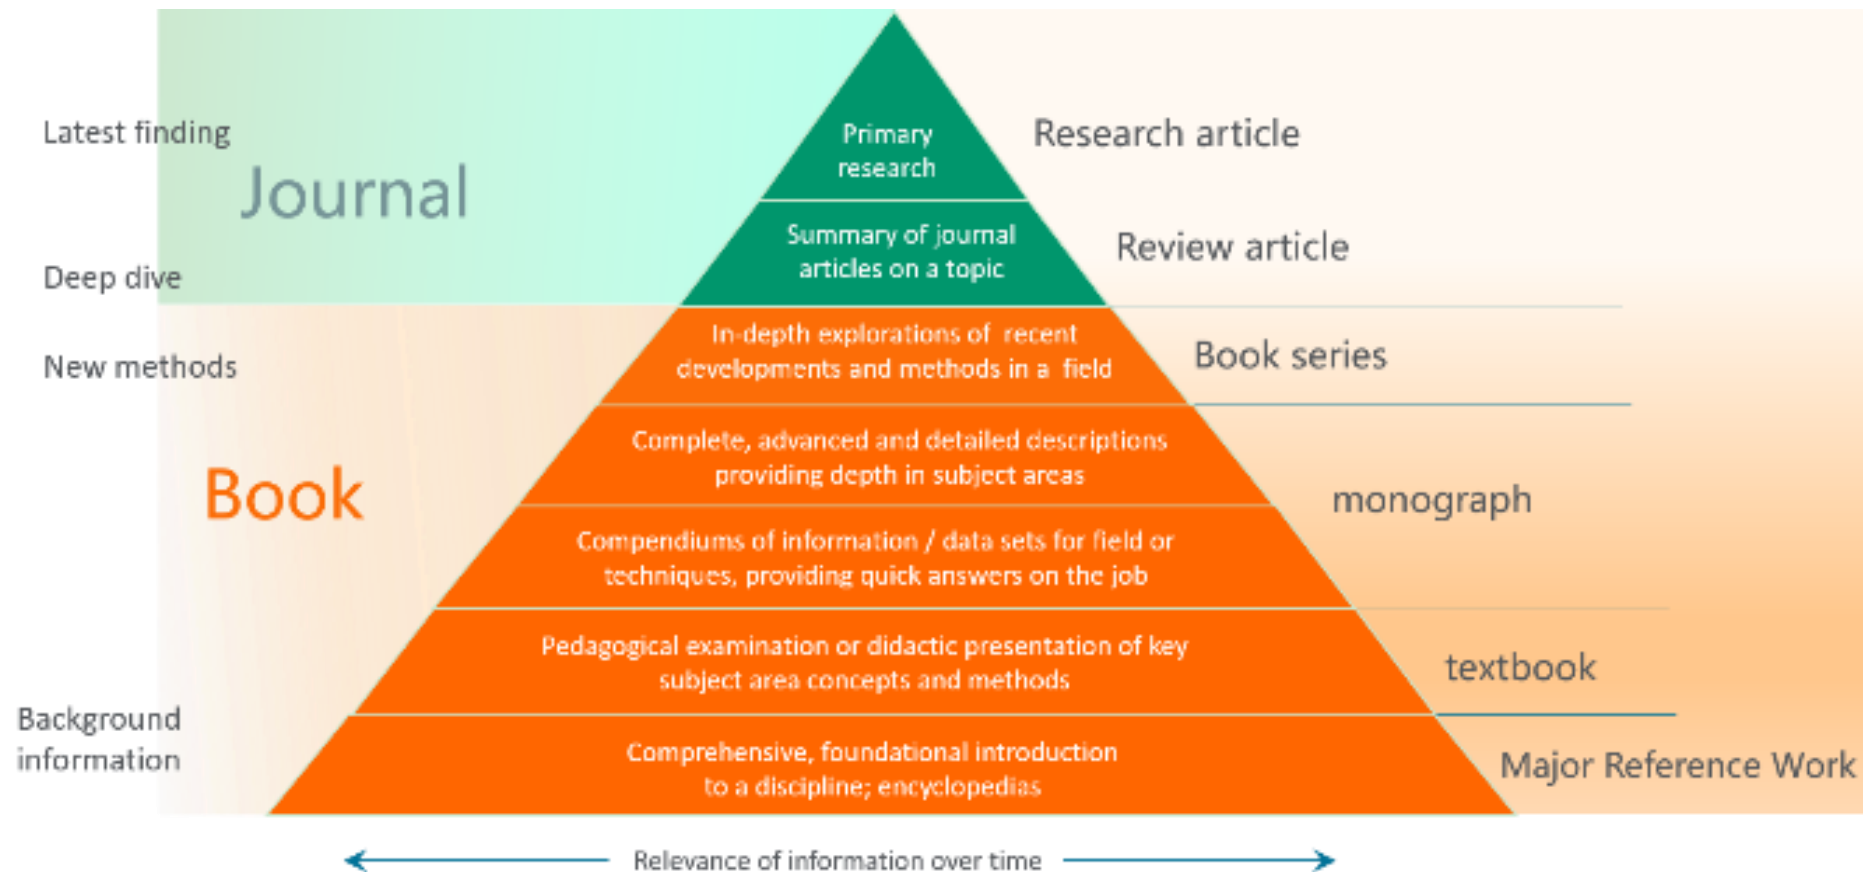 Latest finding
Journal
Deep dive
New methods
Book
Background
information
Primary
research
Summary of journal
articles on a topic
In-depth explorations of recent
developments and methods in a field
Complete, advanced and detailed descriptions
providing depth in subject areas
Compendiums of information / data sets for field or
techniques, providing quick answers on the job
Pedagogical examination or didactic presentation of key
subject area concepts and methods
Comprehensive, foundational introduction
to a discipline; encyclopedias
Research article
Review article
Book series
monograph
textbook
Major Reference Work
Relevance of information over time